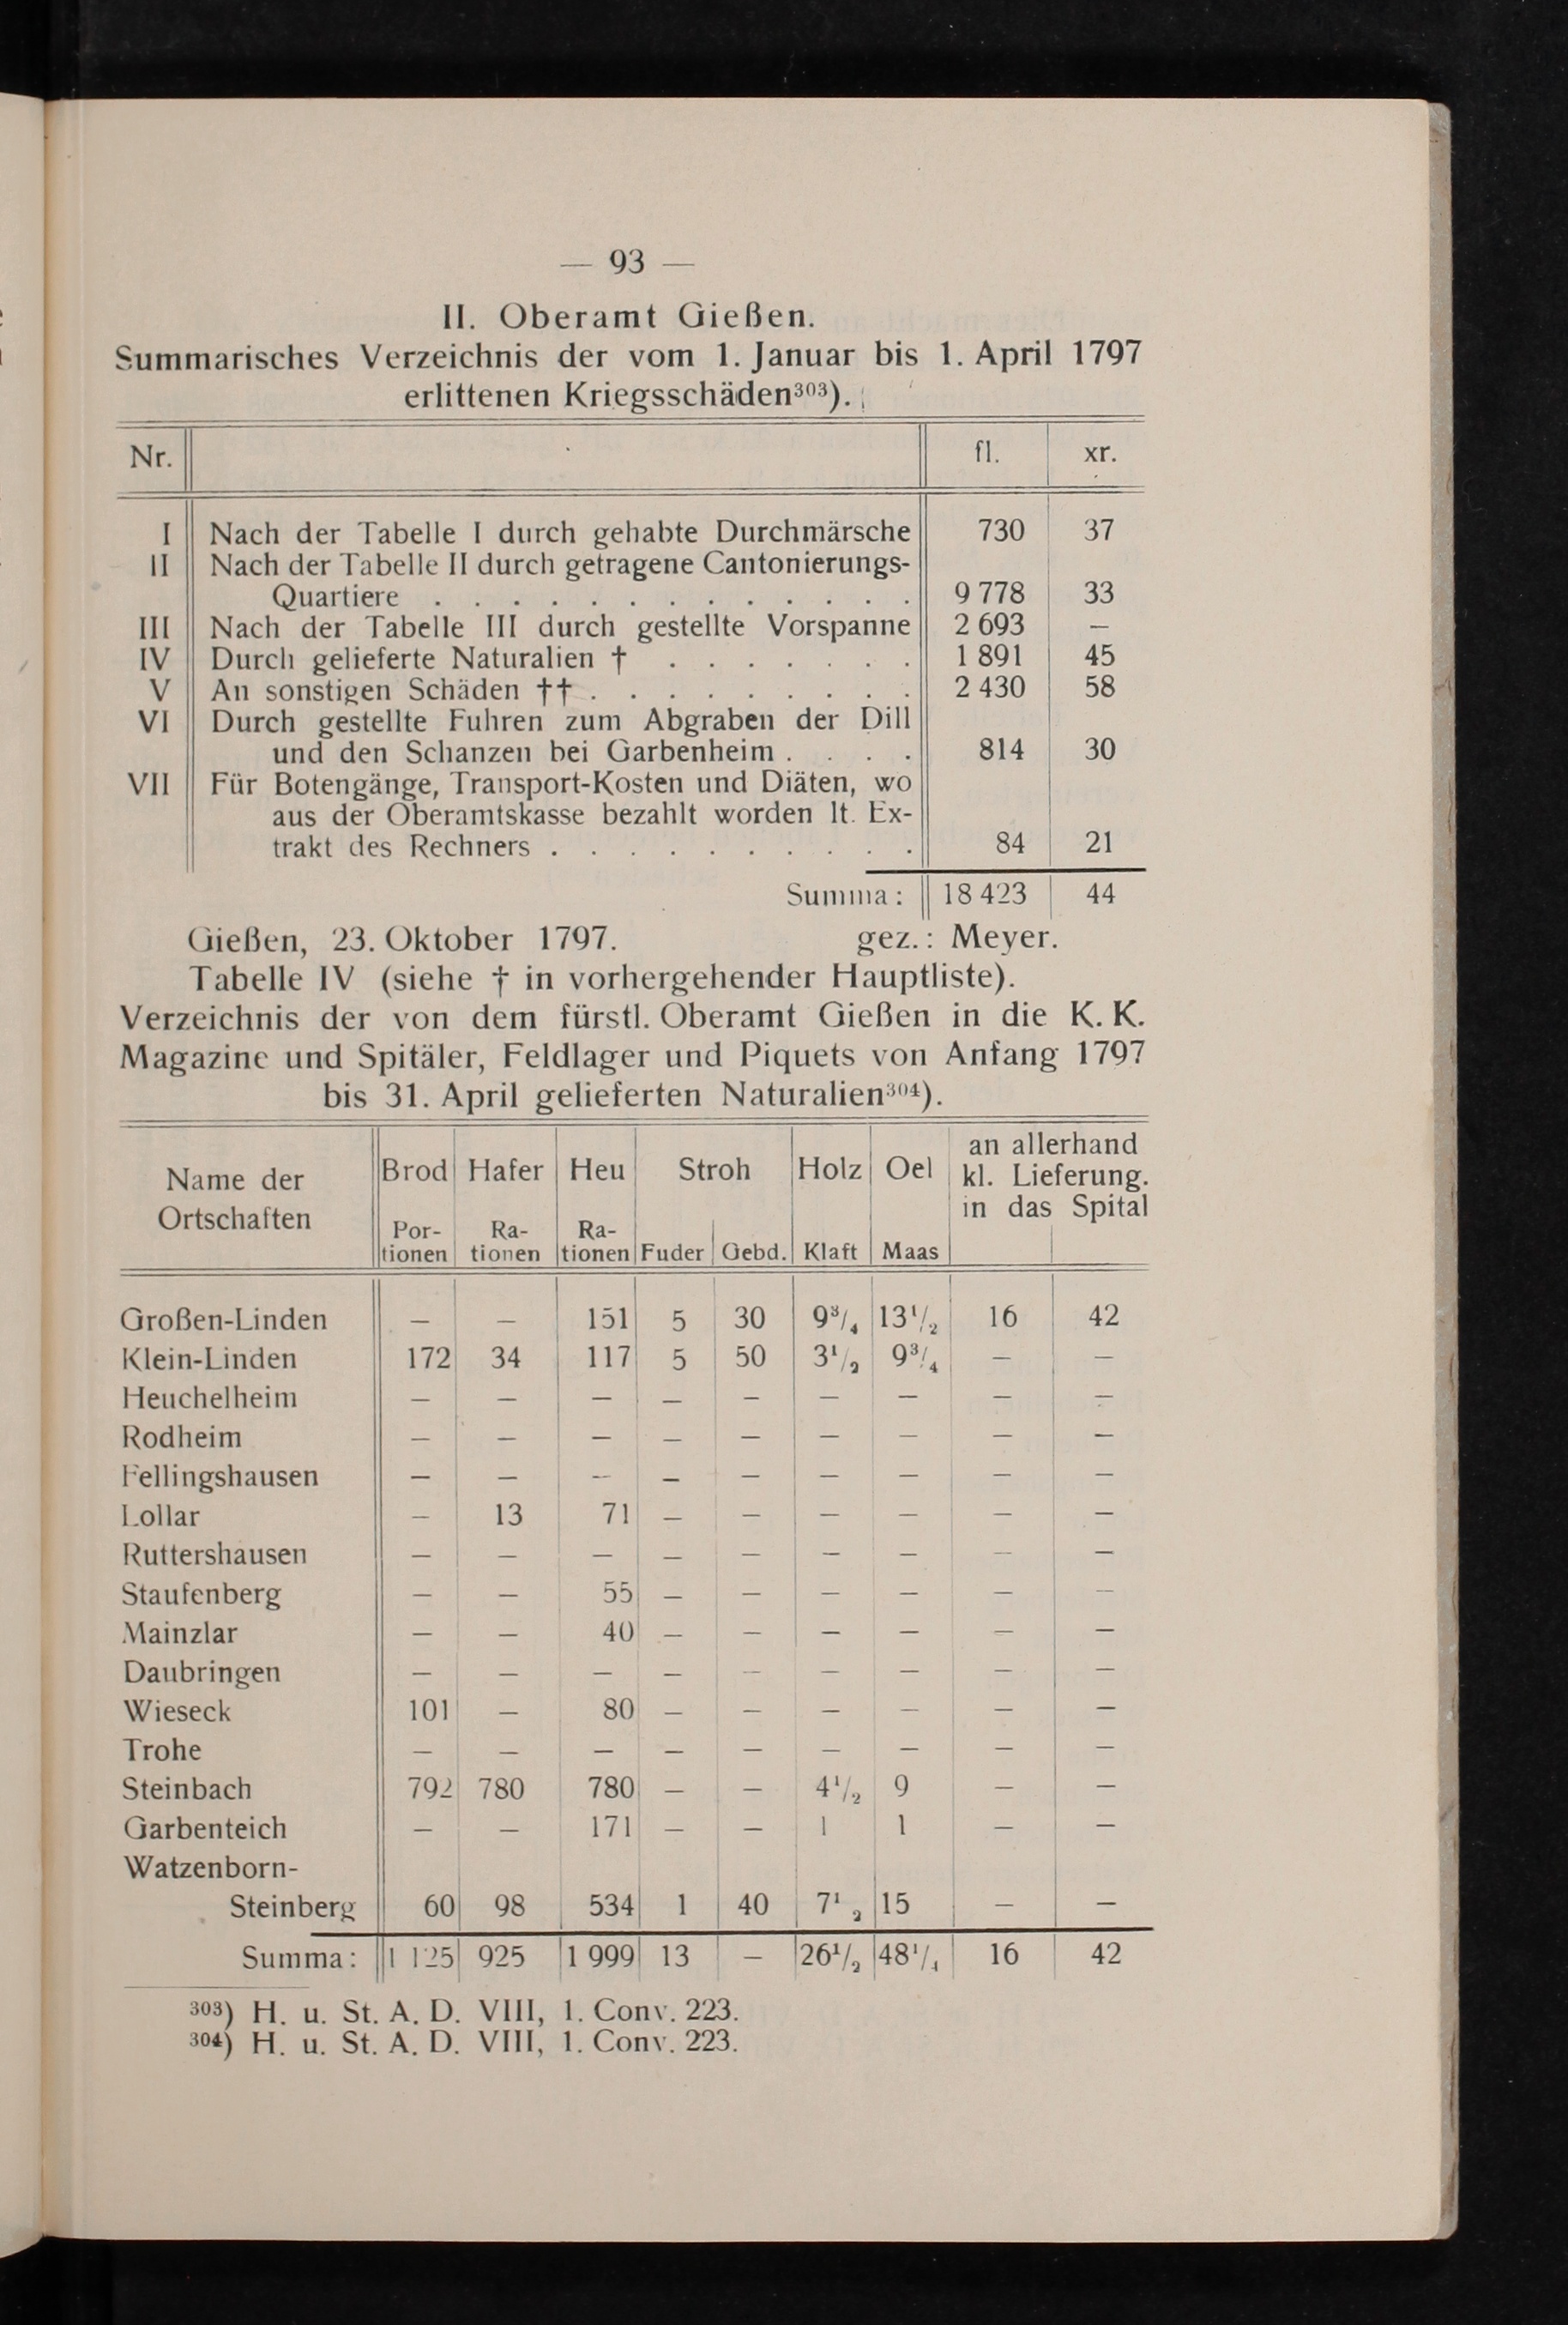 — 93 —
II. Oberamt Gießen.
Summarisches Verzeichnis der vom 1. Januar bis 1. April 1797
erlittenen Kriegsschäden³⁰³).
Nr. fl. xr.
I Nach der Tabelle I durch gehabte Durchmärsche 730 37
II Nach der Tabelle II durch getragene Cantonierungs-
Quartiere . . . . . . . . . . . . . 9 778 33
III Nach der Tabelle III durch gestellte Vorspanne 2 693 —
IV Durch gelieferte Naturalien † . . . . . . . 1 891 45
V An sonstigen Schäden †† . . . . . . . . . 2 430 58
VI Durch gestellte Fuhren zum Abgraben der Dill
und den Schanzen bei Garbenheim . . . . 814 30
VII Für Botengänge, Transport-Kosten und Diäten, wo
aus der Oberamtskasse bezahlt worden lt. Ex-
trakt des Rechners . . . . . . . . . . 84 21
Summa: 18 423 44
Gießen, 23. Oktober 1797. gez.: Meyer.
Tabelle IV (siehe † in vorhergehender Hauptliste).
Verzeichnis der von dem fürstl. Oberamt Gießen in die K. K.
Magazine und Spitäler, Feldlager und Piquets von Anfang 1797
bis 31. April gelieferten Naturalien³⁰⁴).
Name der Ortschaften Brod Hafer Heu Stroh Holz Oel an allerhand kl. Lieferung. in das Spital
Por-tionen Ra-tionen Ra-tionen Fuder Gebd. Klaft Maas
Großen-Linden — — 151 5 30 9³/₄ 13¹/₂ 16 42
Klein-Linden 172 34 117 5 50 3¹/₂ 9³/₄ — —
Heuchelheim — — — — — — — — —
Rodheim — — — — — — — — —
Fellingshausen — — — — — — — — —
Lollar — 13 71 — — — — — —
Ruttershausen — — — — — — — — —
Staufenberg — — 55 — — — — — —
Mainzlar — — 40 — — — — — —
Daubringen — — — — — — — — —
Wieseck 101 — 80 — — — — — —
Trohe — — — — — — — — —
Steinbach 792 780 780 — — 4¹/₂ 9 — —
Garbenteich — — 171 — — 1 1 — —
Watzenborn-
Steinberg 60 98 534 1 40 7¹ ₂ 15 — —
Summa: 1 125 925 1 999 13 — 26¹/₂ 48¹/₄ 16 42
³⁰³) H. u. St. A. D. VIII, 1. Conv. 223.
³⁰⁴) H. u. St. A. D. VIII, 1. Conv. 223.